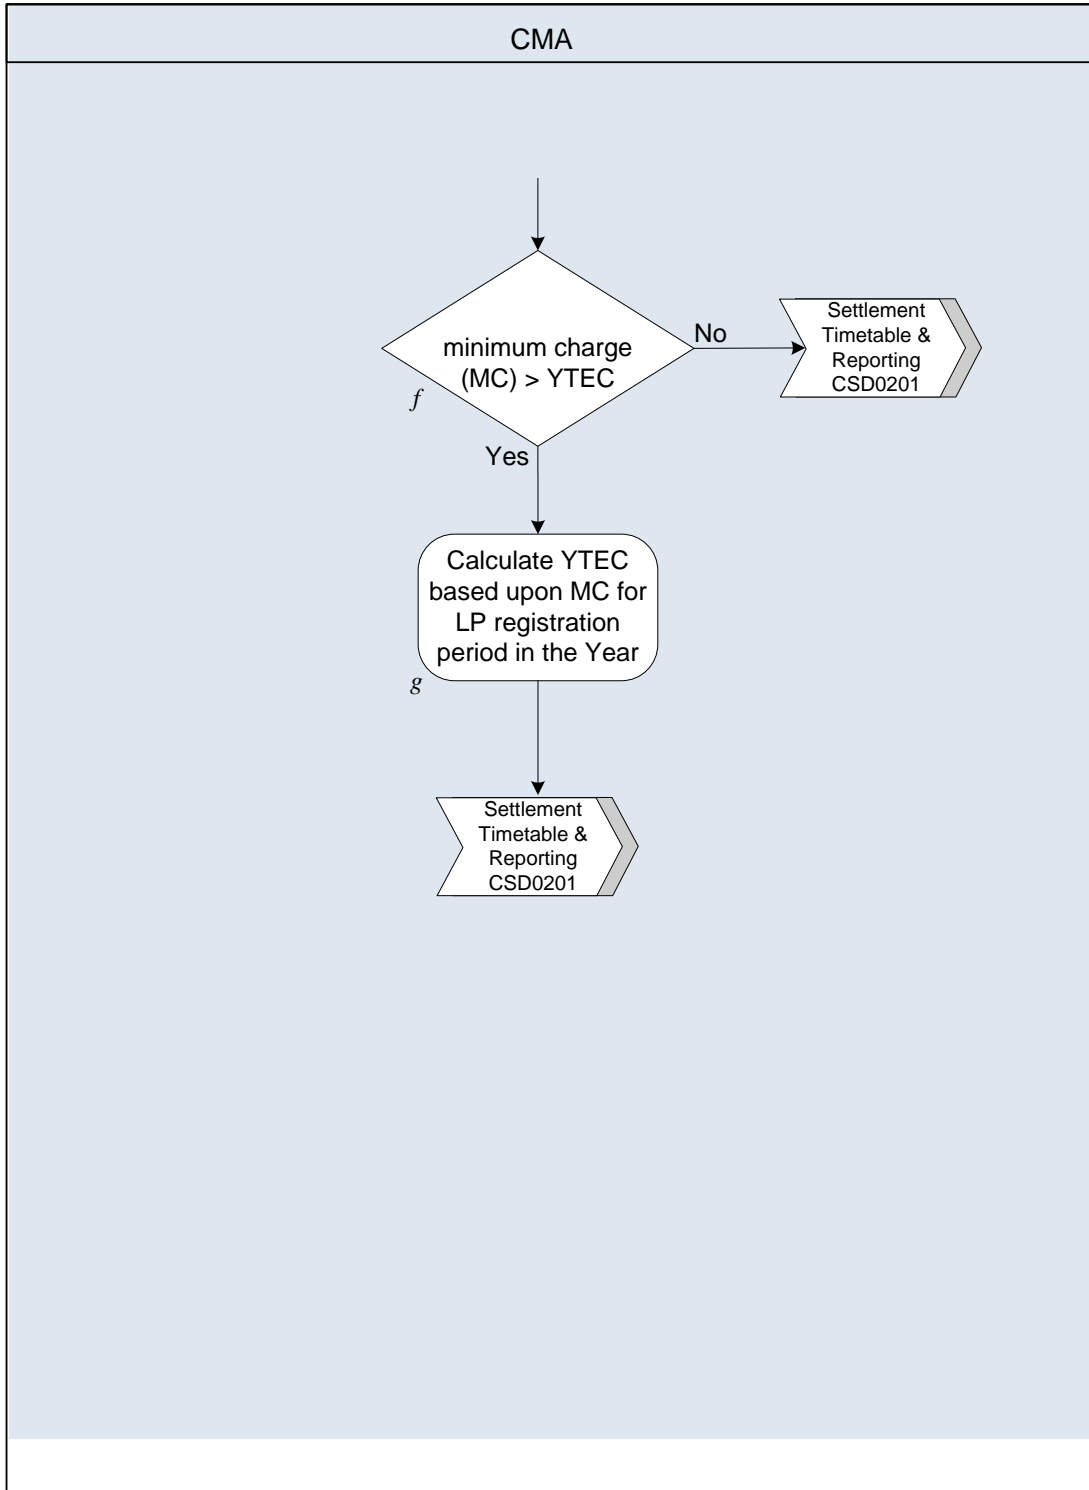 CMA
minimum charge
(MC) > YTEC
f
No
Settlement
Timetable &
Reporting
CSD0201
Yes
Calculate YTEC
based upon MC for
LP registration
period in the Year
g
Settlement
Timetable &
Reporting
CSD0201